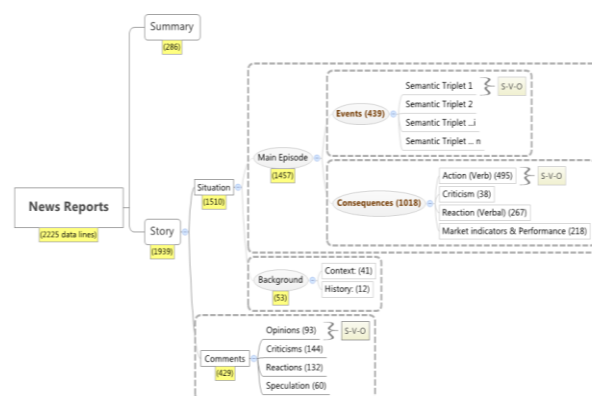 Summary
(286)
News Reports
(2225 data lines)
Story
(1939)
Situation
(1510)
Main Episode
(1457)
Events (439)
Semantic Triplet 1
S-V-O
Semantic Triplet 2
Semantic Triplet ..i
Semantic Triplet ... n
Consequences (1018)
Action (Verb) (495)
S-V-O
Criticism (38)
Reaction (Verbal) (267)
Market indicators & Performance (218)
Background
(53)
Context: (41)
History: (12)
Comments
(429)
Opinions (93)
S-V-O
Criticisms (144)
Reactions (132)
Speculation (60)